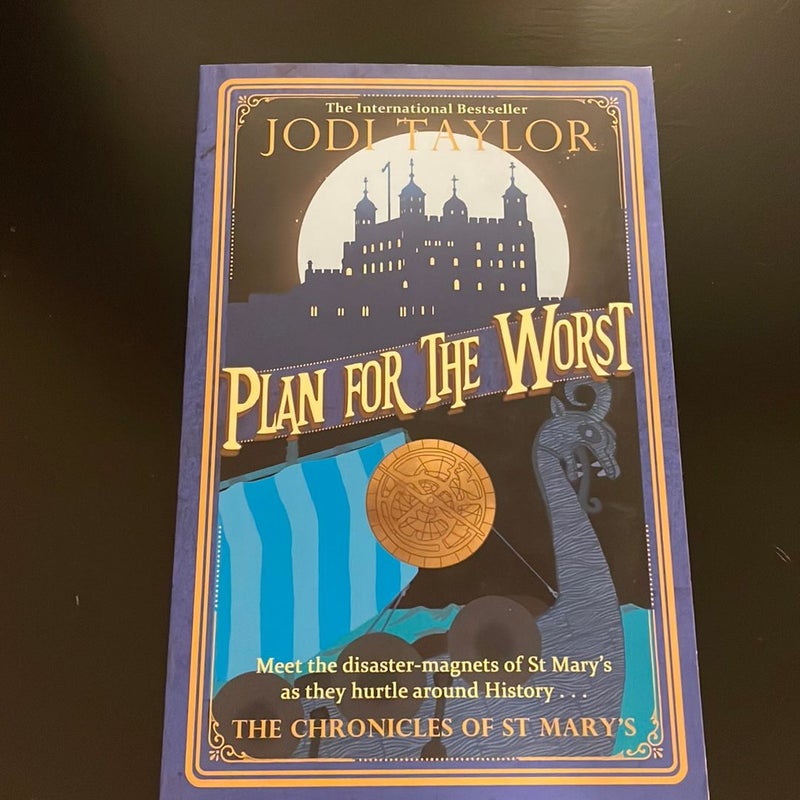 The International Bestseller
JODI TAYLOR
PLAN FOR THE WORST
Meet the disaster-magnets of St Mary's
as they hurtle around History . . .
THE CHRONICLES OF ST MARY'S